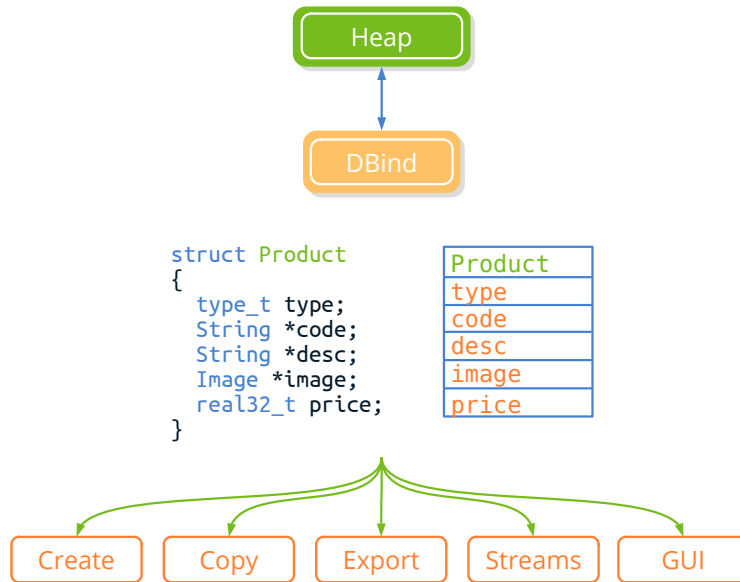 Heap
DBind
struct Product
{
type_t type;
String *code;
String *desc;
Image *image;
real32_t price;
}
Product
type
code
desc
image
price
Create
Copy
Export
Streams
GUI